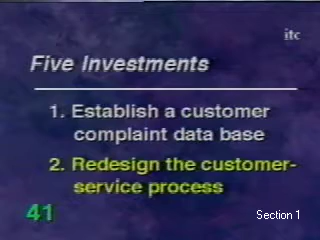 itc
Five Investments
1. Establish a customer
complaint data base
2. Redesign the customer-
service process
41
Section 1